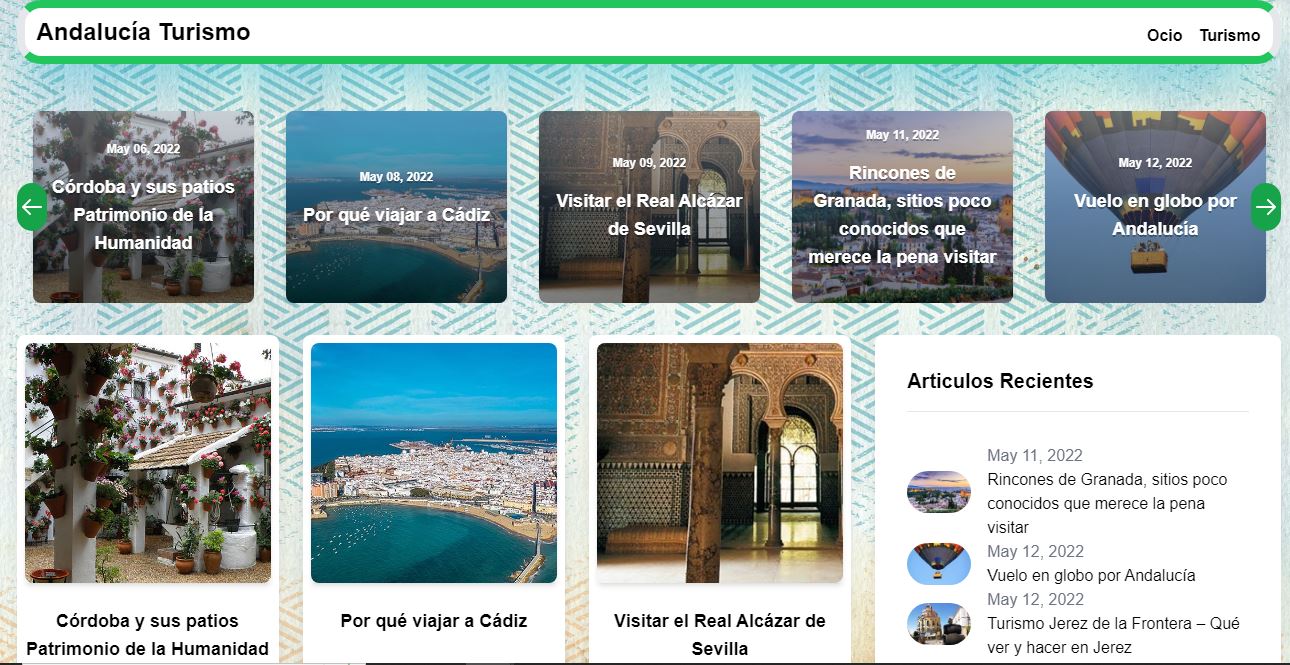 Andalucía Turismo
Ocio Turismo
May 06, 2022
Córdoba y sus patios
Patrimonio de la
Humanidad
May 08, 2022
Por qué viajar a Cádiz
May 09, 2022
Visitar el Real Alcázar
de Sevilla
May 11, 2022
Rincones de
Granada, sitios poco
conocidos que
merece la pena visitar
May 12, 2022
Vuelo en globo por
Andalucía
Córdoba y sus patios
Patrimonio de la Humanidad
Por qué viajar a Cádiz
Visitar el Real Alcázar de
Sevilla
Articulos Recientes
May 11, 2022
Rincones de Granada, sitios poco
conocidos que merece la pena
visitar
May 12, 2022
Vuelo en globo por Andalucía
May 12, 2022
Turismo Jerez de la Frontera – Qué
ver y hacer en Jerez